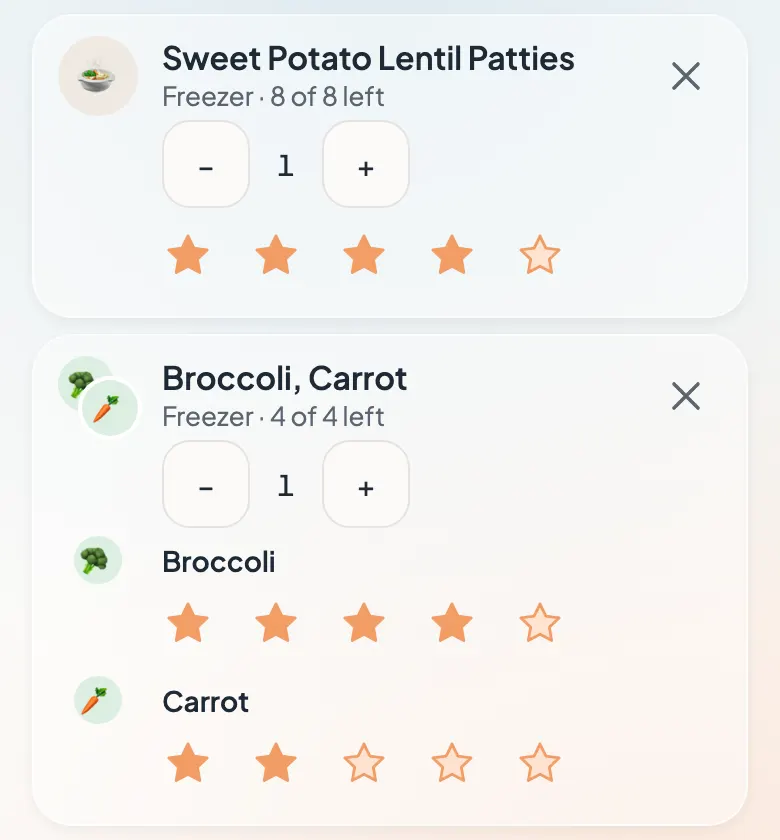 Sweet Potato Lentil Patties
Freezer · 8 of 8 left
- 1 +
Broccoli, Carrot
Freezer · 4 of 4 left
- 1 +
Broccoli
Carrot